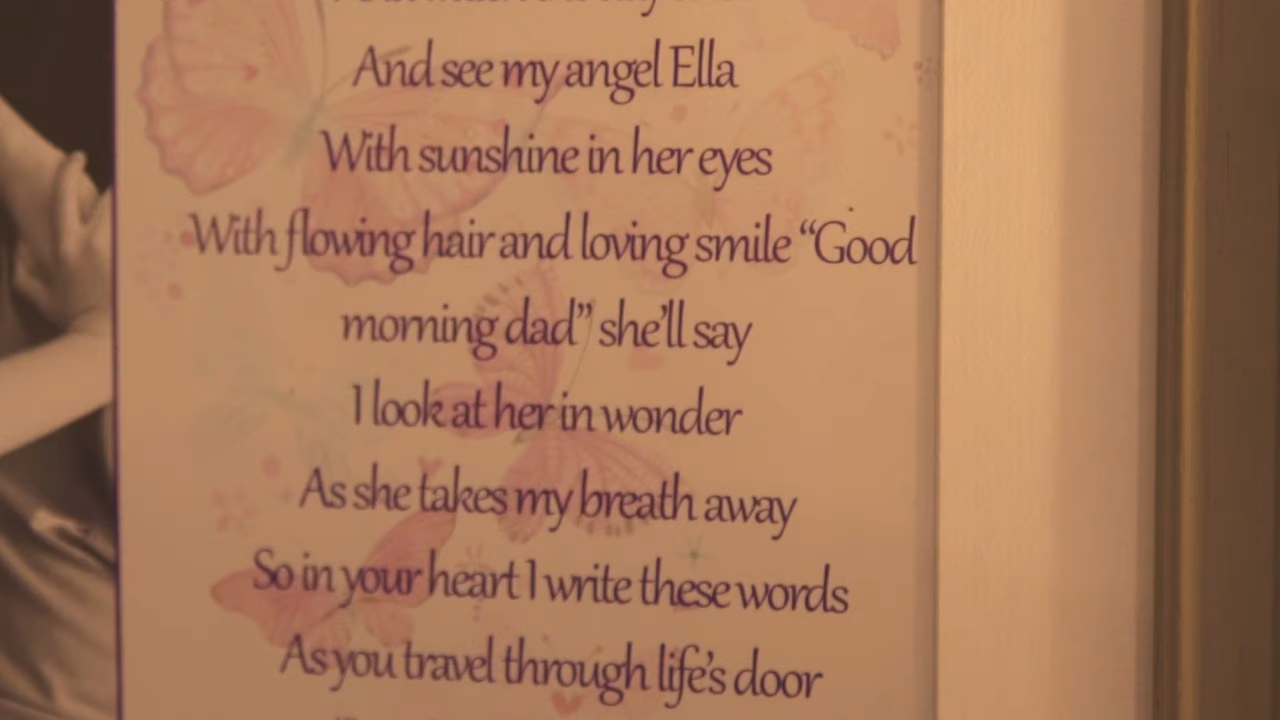 And see my angel Ella
With sunshine in her eyes
With flowing hair and loving smile “Good
morning dad” she’ll say
I look at her in wonder
As she takes my breath away
So in your heart I write these words
As you travel through life’s door